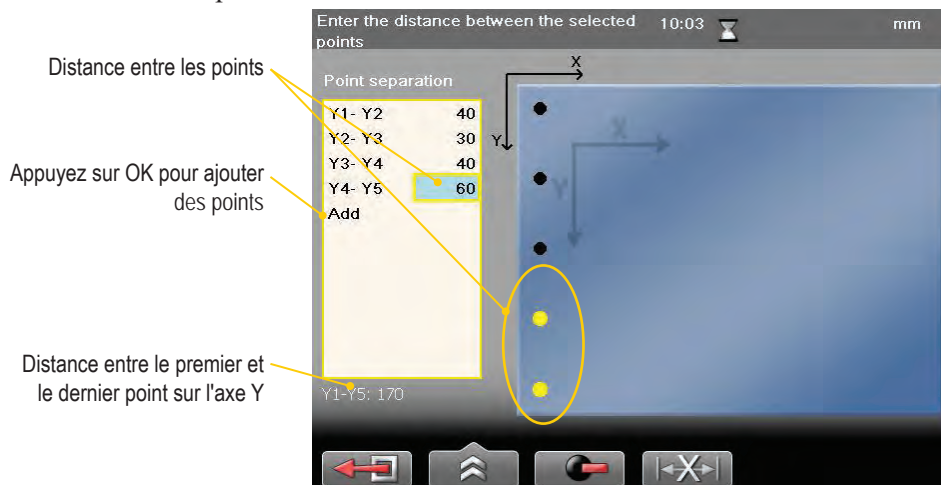 Enter the distance between the selected
points
10:03
mm
Distance entre les points
Point separation
X
Y
Y1- Y2 40
Y2- Y3 30
Y3- Y4 40
Y4- Y5 60
Add
X
Y
Appuyez sur OK pour ajouter
des points
Distance entre le premier et
le dernier point sur l'axe Y
Y1-Y5: 170